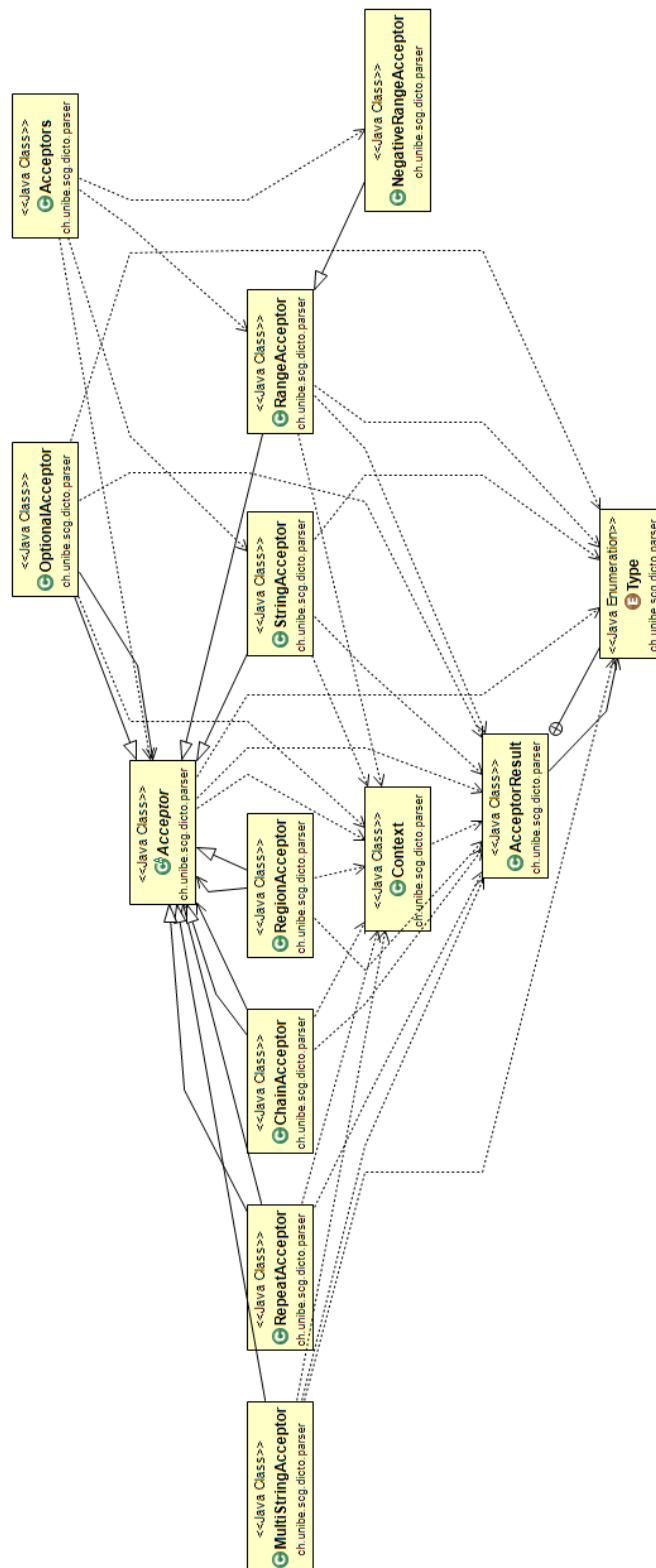 <<Java Class>>
Acceptors
ch.unibe.scg.dicto.parser
<<Java Class>>
OptionalAcceptor
ch.unibe.scg.dicto.parser
<<Java Class>>
Acceptor
ch.unibe.scg.dicto.parser
<<Java Class>>
NegativeRangeAcceptor
ch.unibe.scg.dicto.parser
<<Java Class>>
RangeAcceptor
ch.unibe.scg.dicto.parser
<<Java Class>>
StringAcceptor
ch.unibe.scg.dicto.parser
<<Java Class>>
RegionAcceptor
ch.unibe.scg.dicto.parser
<<Java Class>>
ChainAcceptor
ch.unibe.scg.dicto.parser
<<Java Class>>
RepeatAcceptor
ch.unibe.scg.dicto.parser
<<Java Class>>
MultiStringAcceptor
ch.unibe.scg.dicto.parser
<<Java Class>>
Context
ch.unibe.scg.dicto.parser
<<Java Class>>
AcceptorResult
ch.unibe.scg.dicto.parser
<<Java Enumeration>>
Type
ch.unibe.scg.dicto.parser